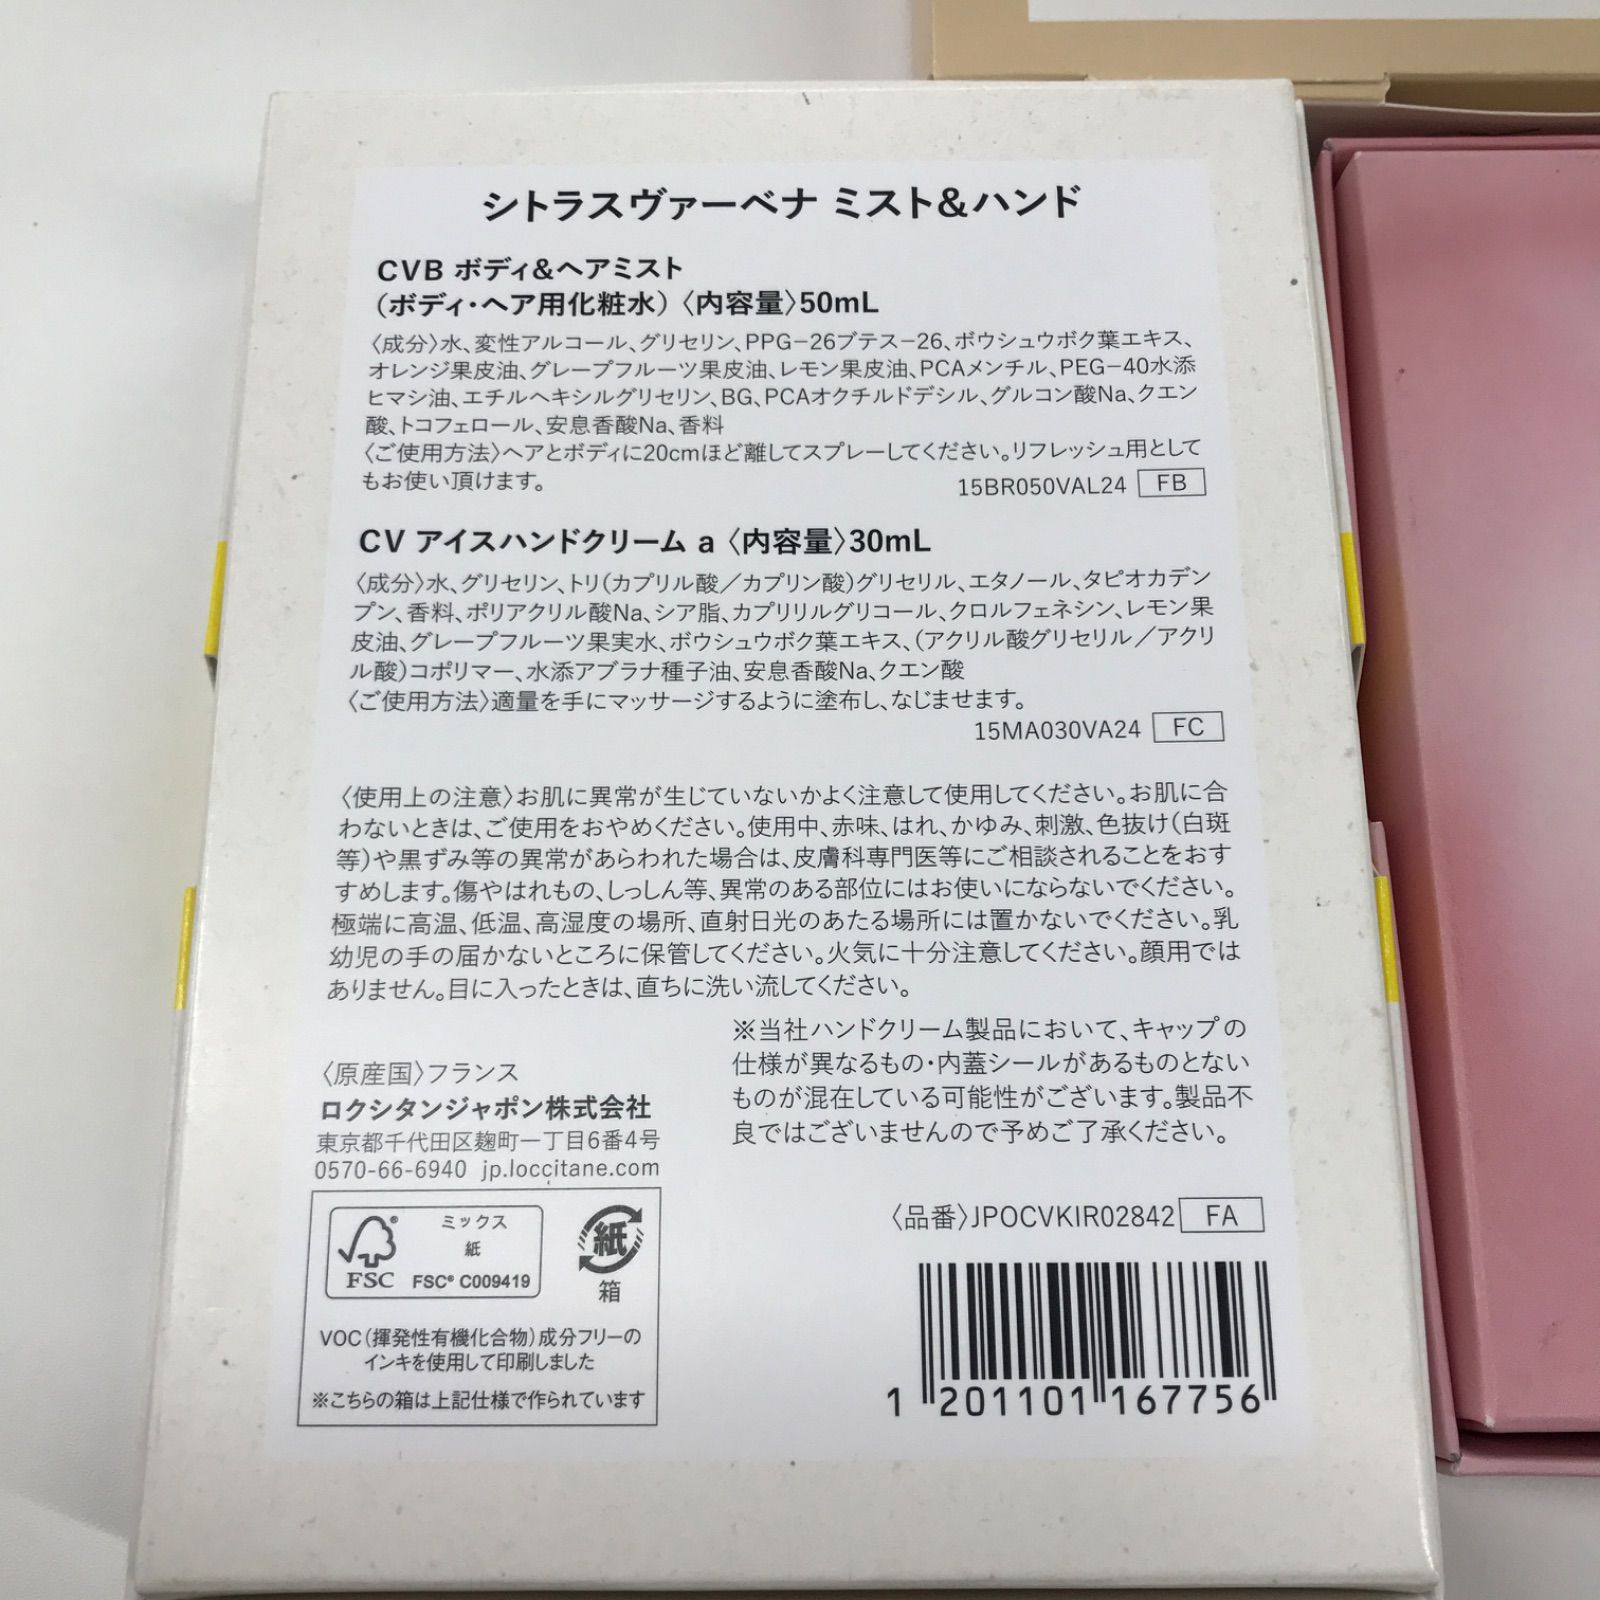 シトラスヴァーベナ ミスト&ハンド
CVB ボディ&ヘアミスト
(ボディ・ヘア用化粧水)〈内容量〉50mL
〈成分〉水、変性アルコール、グリセリン、PPG-26ブテス-26、ボウシュウボク葉エキス、
オレンジ果皮油、グレープフルーツ果皮油、レモン果皮油、PCAメンチル、PEG-40水添
ヒマシ油、エチルヘキシルグリセリン、BG、PCAオクチルドデシル、グルコン酸Na、クエン
酸、トコフェロール、安息香酸Na、香料
〈ご使用方法〉ヘアとボディに20cmほど離してスプレーしてください。リフレッシュ用として
もお使い頂けます。
15BR050VAL24 FB
CV アイスハンドクリーム a〈内容量〉30mL
〈成分〉水、グリセリン、トリ(カプリル酸/カプリン酸)グリセリル、エタノール、タピオカデン
プン、香料、ポリアクリル酸Na、シア脂、カプリリルグリコール、クロルフェネシン、レモン果
皮油、グレープフルーツ果実水、ボウシュウボク葉エキス、(アクリル酸グリセリル/アクリ
ル酸)コポリマー、水添アブラナ種子油、安息香酸Na、クエン酸
〈ご使用方法〉適量を手にマッサージするように塗布し、なじませます。
15MA030VA24 FC
〈使用上の注意〉お肌に異常が生じていないかよく注意して使用してください。お肌に合
わないときは、ご使用をおやめください。使用中、赤味、はれ、かゆみ、刺激、色抜け(白斑
等)や黒ずみ等の異常があらわれた場合は、皮膚科専門医等にご相談されることをおす
すめします。傷やはれもの、しっしん等、異常のある部位にはお使いにならないでください。
極端に高温、低温、高湿度の場所、直射日光のあたる場所には置かないでください。乳
幼児の手の届かないところに保管してください。火気に十分注意してください。顔用では
ありません。目に入ったときは、直ちに洗い流してください。
※当社ハンドクリーム製品において、キャップの
仕様が異なるもの・内蓋シールがあるものとない
ものが混在している可能性がございます。製品不
良ではございませんので予めご了承ください。
〈原産国〉フランス
ロクシタンジャポン株式会社
東京都千代田区麹町一丁目6番4号
0570-66-6940 jp.loccitane.com
FSC
ミックス
紙
FSC® C009419
紙
箱
VOC(揮発性有機化合物)成分フリーの
インキを使用して印刷しました
※こちらの箱は上記仕様で作られています
〈品番〉JPOCVKIR02842 FA
1 201101 167756